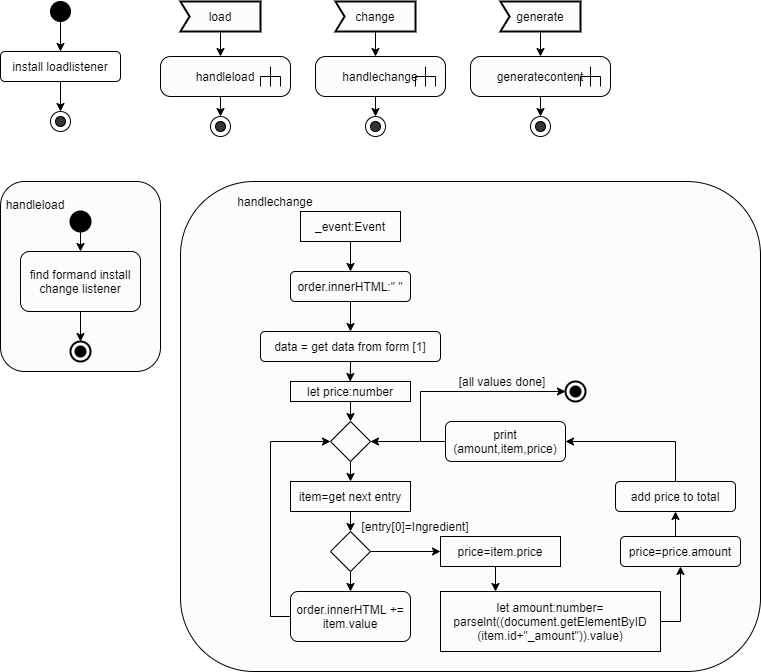 load
change
generate
install loadlistener
handleload
handlechange
generatecontent
handleload
find formand install
change listener
handlechange
_event:Event
order.innerHTML:" "
data = get data from form [1]
let price:number
[all values done]
print
(amount,item,price)
item=get next entry
add price to total
[entry[0]=Ingredient]
price=item.price
price=price.amount
order.innerHTML +=
item.value
let amount:number=
parseInt((document.getElementByID
(item.id+"_amount")).value)